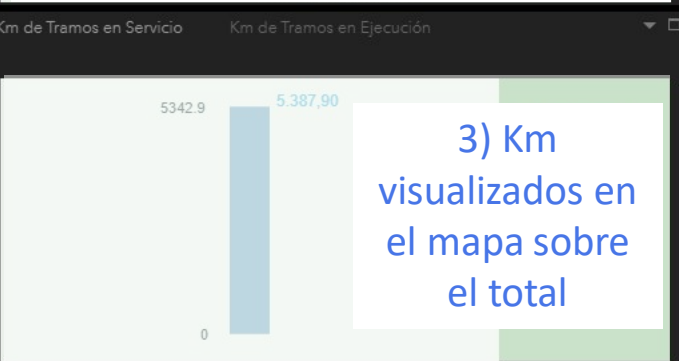 Km de Tramos en Servicio Km de Tramos en Ejecución
5342.9 5.387,90
3) Km
visualizados en
el mapa sobre
el total
0